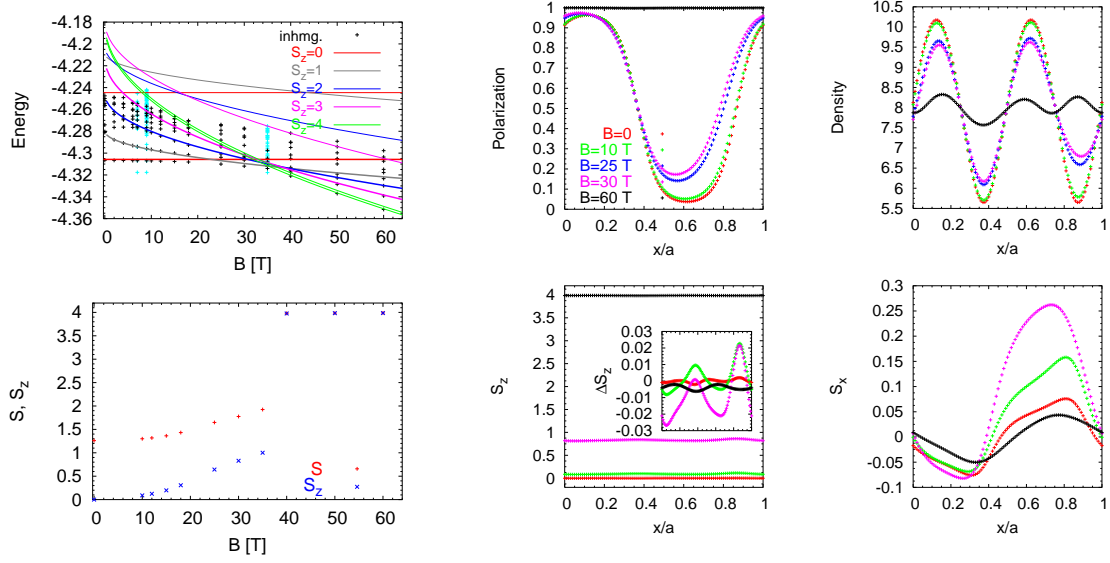 -4.18
-4.2
-4.22
-4.24
-4.26
-4.28
-4.3
-4.32
-4.34
-4.36
Energy
0 10 20 30 40 50 60
B [T]
inhmg.
S_z=0
S_z=1
S_z=2
S_z=3
S_z=4
1
0.9
0.8
0.7
0.6
0.5
0.4
0.3
0.2
0.1
0
Polarization
B=0
B=10 T
B=25 T
B=30 T
B=60 T
0 0.2 0.4 0.6 0.8 1
x/a
10.5
10
9.5
9
8.5
8
7.5
7
6.5
6
5.5
Density
0 0.2 0.4 0.6 0.8 1
x/a
4
3.5
3
2.5
2
1.5
1
0.5
0
S, S_z
S
S_z
0 10 20 30 40 50 60
B [T]
4.5
4
3.5
3
2.5
2
1.5
1
0.5
0
S_z
0.03
0.02
0.01
0
-0.01
-0.02
-0.03
ΔS_z
0 0.2 0.4 0.6 0.8 1
x/a
0.3
0.25
0.2
0.15
0.1
0.05
0
-0.05
-0.1
S_x
0 0.2 0.4 0.6 0.8 1
x/a